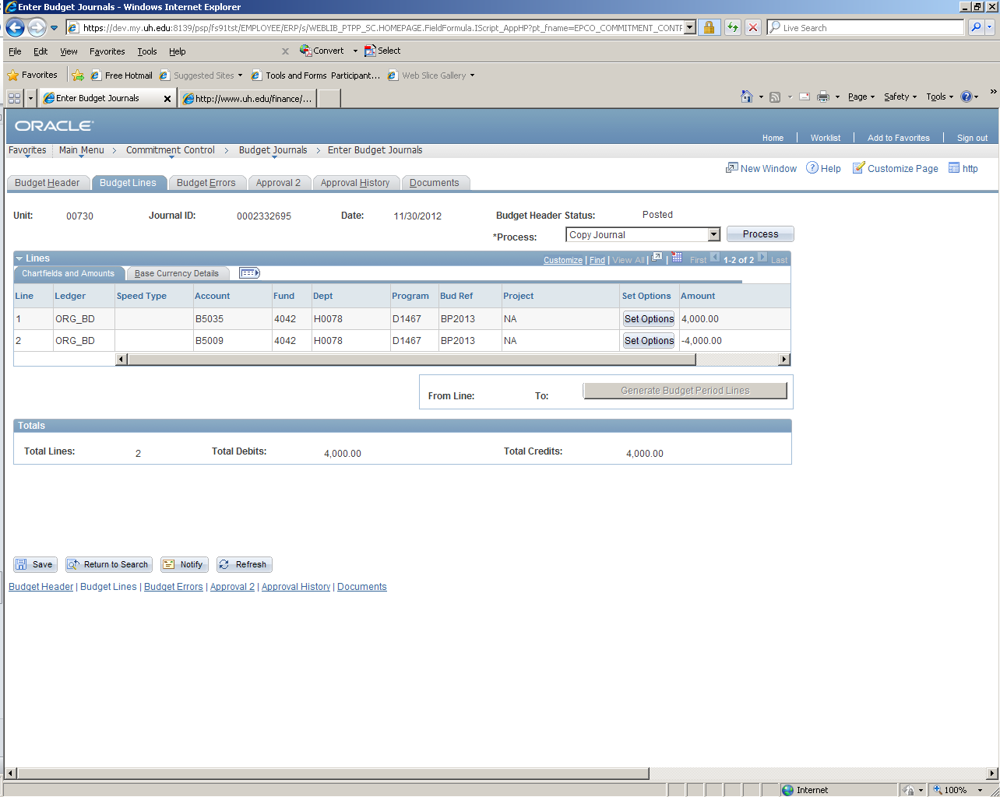 Enter Budget Journals - Windows Internet Explorer
https://dev.my.uh.edu:8139/psp/fs91tst/EMPLOYEE/ERP/s/WEBLIB_PTPP_SC.HOMEPAGE.FieldFormula.IScript_AppHP?pt_fname=EPCO_COMMITMENT_CONTF
Live Search
File Edit View Favorites Tools Help x Convert Select
Favorites Free Hotmail Suggested Sites Tools and Forms Participant... Web Slice Gallery
Enter Budget Journals x http://www.uh.edu/finance/... Page Safety Tools »
ORACLE
Home Worklist Add to Favorites Sign out
Favorites Main Menu > Commitment Control > Budget Journals > Enter Budget Journals
New Window Help Customize Page http
Budget Header Budget Lines Budget Errors Approval 2 Approval History Documents
Unit: 00730 Journal ID: 0002332695 Date: 11/30/2012 Budget Header Status: Posted
*Process: Copy Journal Process
Lines Customize | Find | View All | | First 1-2 of 2 Last
Chartfields and Amounts Base Currency Details
Line Ledger Speed Type Account Fund Dept Program Bud Ref Project Set Options Amount
1 ORG_BD B5035 4042 H0078 D1467 BP2013 NA Set Options 4,000.00
2 ORG_BD B5009 4042 H0078 D1467 BP2013 NA Set Options -4,000.00
From Line: To: Generate Budget Period Lines
Totals
Total Lines: 2 Total Debits: 4,000.00 Total Credits: 4,000.00
Save Return to Search Notify Refresh
Budget Header | Budget Lines | Budget Errors | Approval 2 | Approval History | Documents
Internet 100%